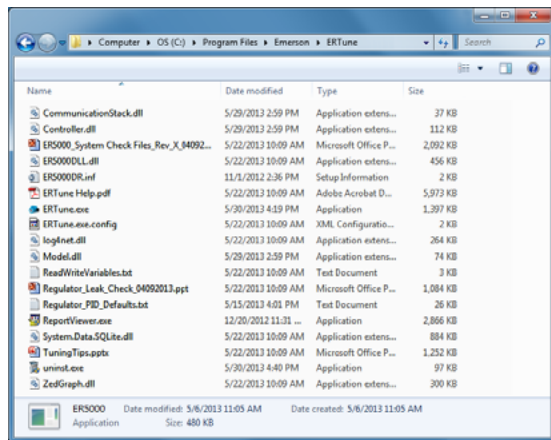 Computer ▸ OS (C:) ▸ Program Files ▸ Emerson ▸ ERTune Search
Name Date modified Type Size
CommunicationStack.dll 5/29/2013 2:59 PM Application extens... 37 KB
Controller.dll 5/29/2013 2:59 PM Application extens... 112 KB
ER5000_System Check Files_Rev_X_04092... 5/22/2013 10:09 AM Microsoft Office P... 2,092 KB
ER5000DLL.dll 5/22/2013 10:09 AM Application extens... 456 KB
ER5000DR.inf 11/1/2012 2:36 PM Setup Information 2 KB
ERTune Help.pdf 5/22/2013 10:09 AM Adobe Acrobat D... 5,973 KB
ERTune.exe 5/30/2013 4:19 PM Application 1,397 KB
ERTune.exe.config 5/22/2013 10:09 AM XML Configuratio... 2 KB
log4net.dll 5/22/2013 10:09 AM Application extens... 264 KB
Model.dll 5/29/2013 2:59 PM Application extens... 74 KB
ReadWriteVariables.txt 5/22/2013 10:09 AM Text Document 3 KB
Regulator_Leak_Check_04092013.ppt 5/22/2013 10:09 AM Microsoft Office P... 1,084 KB
Regulator_PID_Defaults.txt 5/15/2013 4:01 PM Text Document 26 KB
ReportViewer.exe 12/20/2012 11:31 ... Application 2,866 KB
System.Data.SQLite.dll 5/22/2013 10:09 AM Application extens... 884 KB
TuningTips.pptx 5/22/2013 10:09 AM Microsoft Office P... 1,252 KB
uninst.exe 5/30/2013 4:40 PM Application 97 KB
ZedGraph.dll 5/22/2013 10:09 AM Application extens... 300 KB
ER5000 Date modified: 5/6/2013 11:05 AM Date created: 5/6/2013 11:05 AM
Application Size: 480 KB